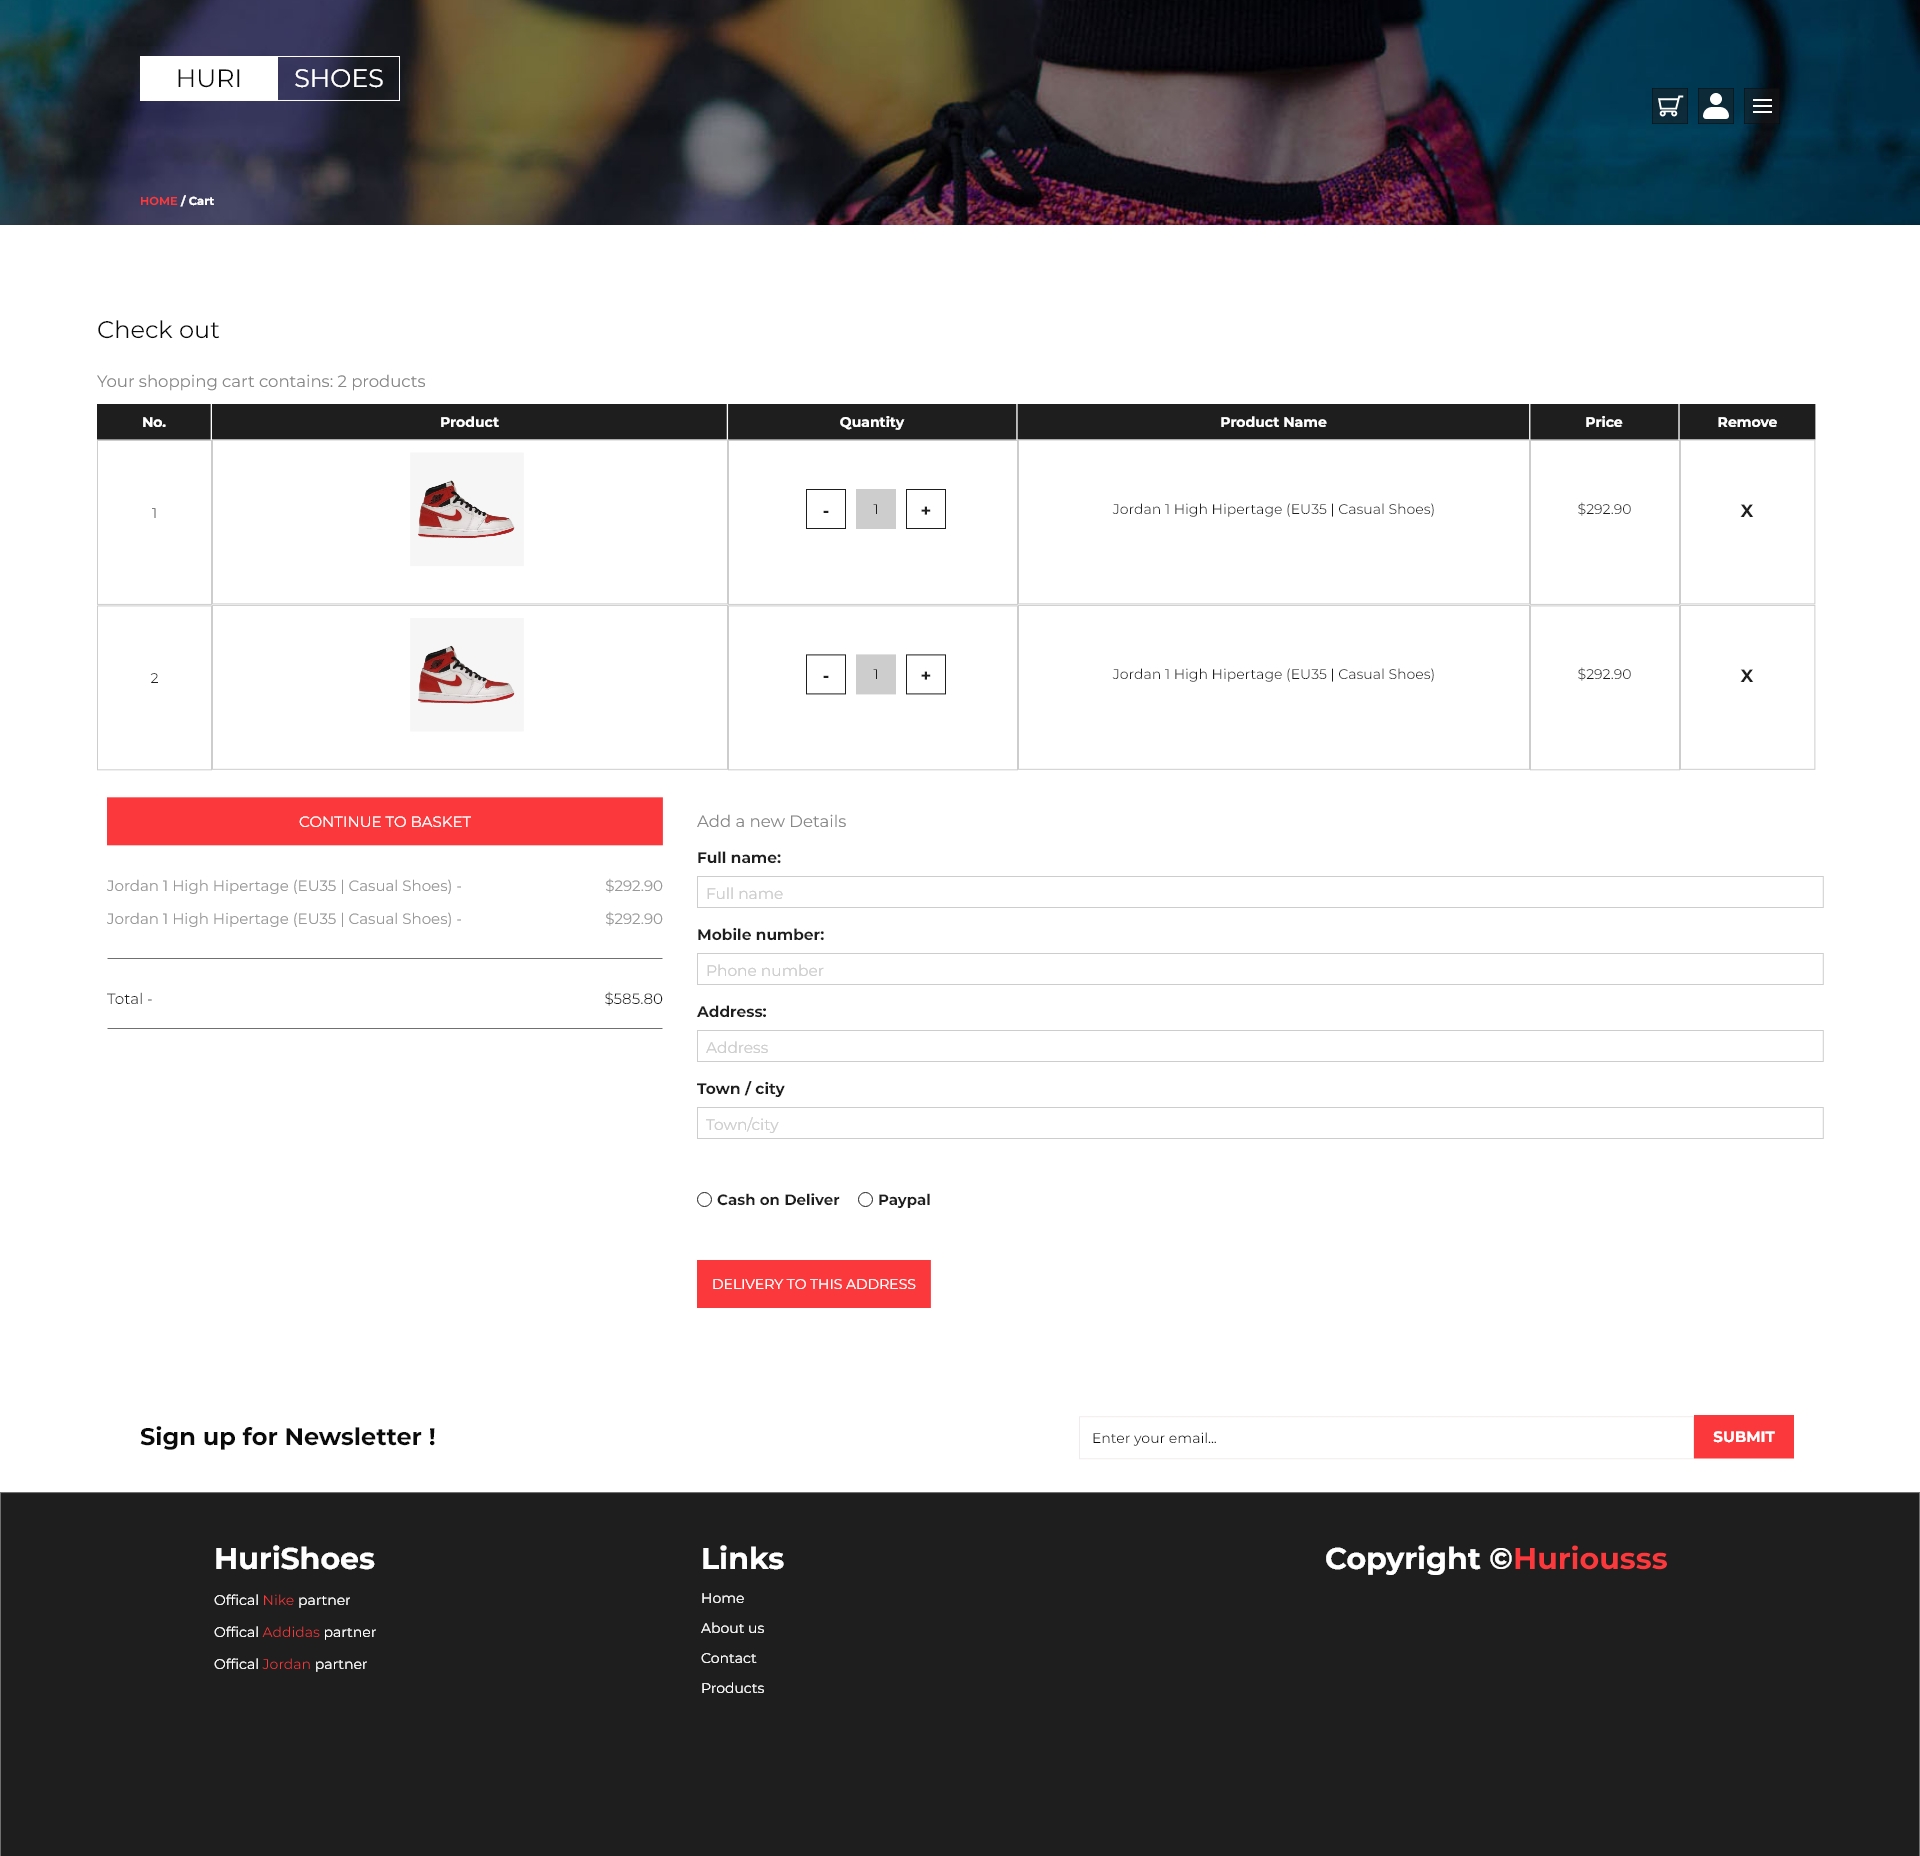 HURI SHOES
HOME / Cart
Check out
Your shopping cart contains: 2 products
No. Product Quantity Product Name Price Remove
1 - 1 + Jordan 1 High Hipertage (EU35 | Casual Shoes) $292.90 X
2 - 1 + Jordan 1 High Hipertage (EU35 | Casual Shoes) $292.90 X
CONTINUE TO BASKET
Jordan 1 High Hipertage (EU35 | Casual Shoes) - $292.90
Jordan 1 High Hipertage (EU35 | Casual Shoes) - $292.90
Total - $585.80
Add a new Details
Full name:
Full name
Mobile number:
Phone number
Address:
Address
Town / city
Town/city
Cash on Deliver Paypal
DELIVERY TO THIS ADDRESS
Sign up for Newsletter !
Enter your email...
SUBMIT
HuriShoes
Offical Nike partner
Offical Addidas partner
Offical Jordan partner
Links
Home
About us
Contact
Products
Copyright ©Huriousss